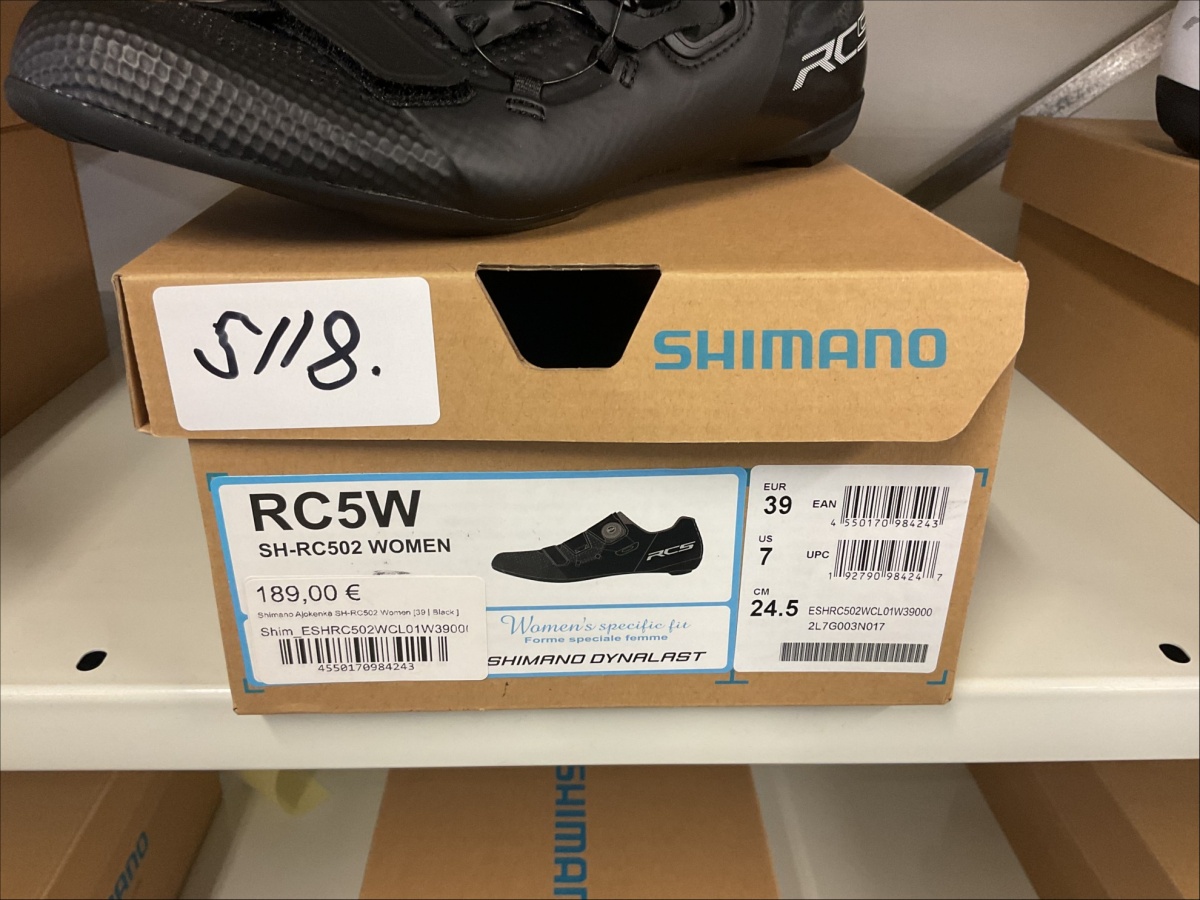 RC5
5118.
SHIMANO
RC5W
SH-RC502 WOMEN
RC5
189,00 €
Shimano Ajokenkä SH-RC502 Women [39 | Black ]
Shim_ESHRC502WCL01W3900
4550170984243
Women's specific fit
Forme speciale femme
SHIMANO DYNALAST
EUR
39
EAN
4 550170 984243
US
7
UPC
1 92790 98424 7
CM
24.5
ESHRC502WCL01W39000
2L7G003N017
SHIMAN
ANO